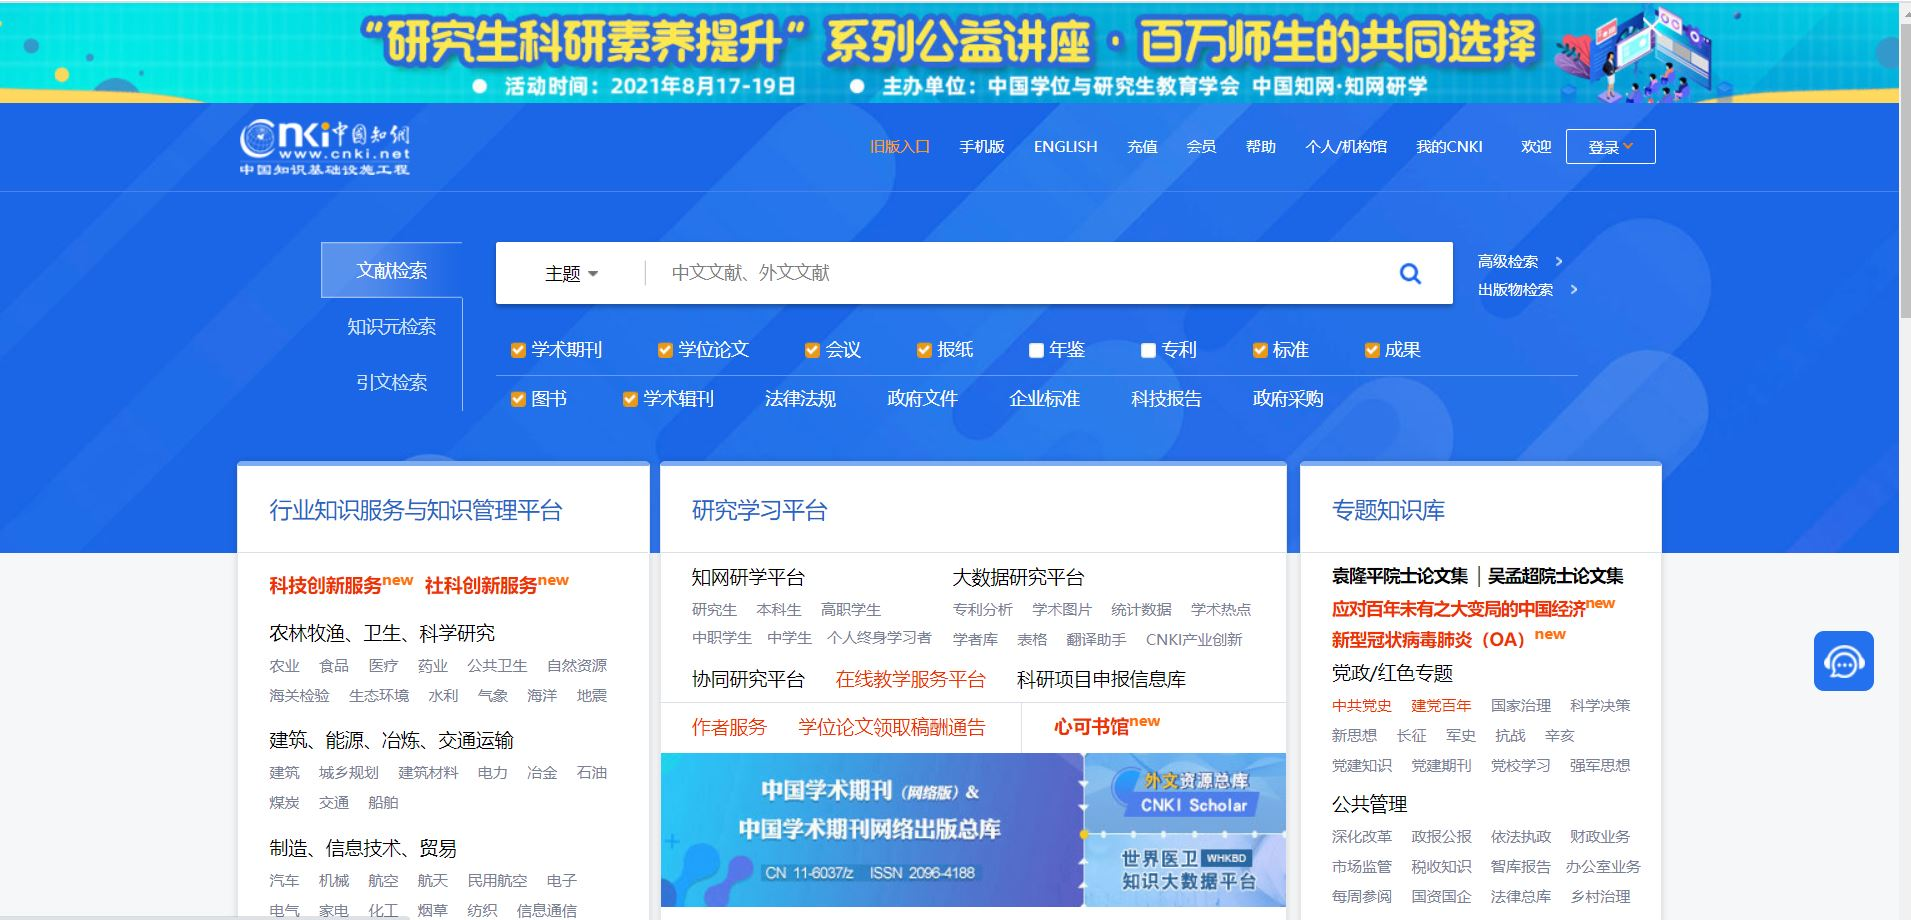 “研究生科研素养提升”系列公益讲座·百万师生的共同选择
● 活动时间：2021年8月17-19日 ● 主办单位：中国学位与研究生教育学会 中国知网·知网研学
Cnki中国知网
www.cnki.net
中国知识基础设施工程
旧版入口 手机版 ENGLISH 充值 会员 帮助 个人/机构馆 我的CNKI 欢迎 登录
文献检索
知识元检索
引文检索
主题 中文文献、外文文献
高级检索 >
出版物检索 >
学术期刊 学位论文 会议 报纸 年鉴 专利 标准 成果
图书 学术辑刊 法律法规 政府文件 企业标准 科技报告 政府采购
行业知识服务与知识管理平台
科技创新服务new 社科创新服务new
农林牧渔、卫生、科学研究
农业 食品 医疗 药业 公共卫生 自然资源
海关检验 生态环境 水利 气象 海洋 地震
建筑、能源、冶炼、交通运输
建筑 城乡规划 建筑材料 电力 冶金 石油
煤炭 交通 船舶
制造、信息技术、贸易
汽车 机械 航空 航天 民用航空 电子
电气 家电 化工 烟草 纺织 信息通信
研究学习平台
知网研学平台
研究生 本科生 高职学生
中职学生 中学生 个人终身学习者
大数据研究平台
专利分析 学术图片 统计数据 学术热点
学者库 表格 翻译助手 CNKI产业创新
协同研究平台 在线教学服务平台 科研项目申报信息库
作者服务 学位论文领取稿酬通告 心可书馆new
中国学术期刊（网络版）&
中国学术期刊网络出版总库
CN 11-6037/z ISSN 2096-4188
外文资源总库
CNKI Scholar
世界医卫 WHKBD
知识大数据平台
专题知识库
袁隆平院士论文集 | 吴孟超院士论文集
应对百年未有之大变局的中国经济new
新型冠状病毒肺炎（OA）new
党政/红色专题
中共党史 建党百年 国家治理 科学决策
新思想 长征 军史 抗战 辛亥
党建知识 党建期刊 党校学习 强军思想
公共管理
深化改革 政报公报 依法执政 财政业务
市场监管 税收知识 智库报告 办公室业务
每周参阅 国资国企 法律总库 乡村治理